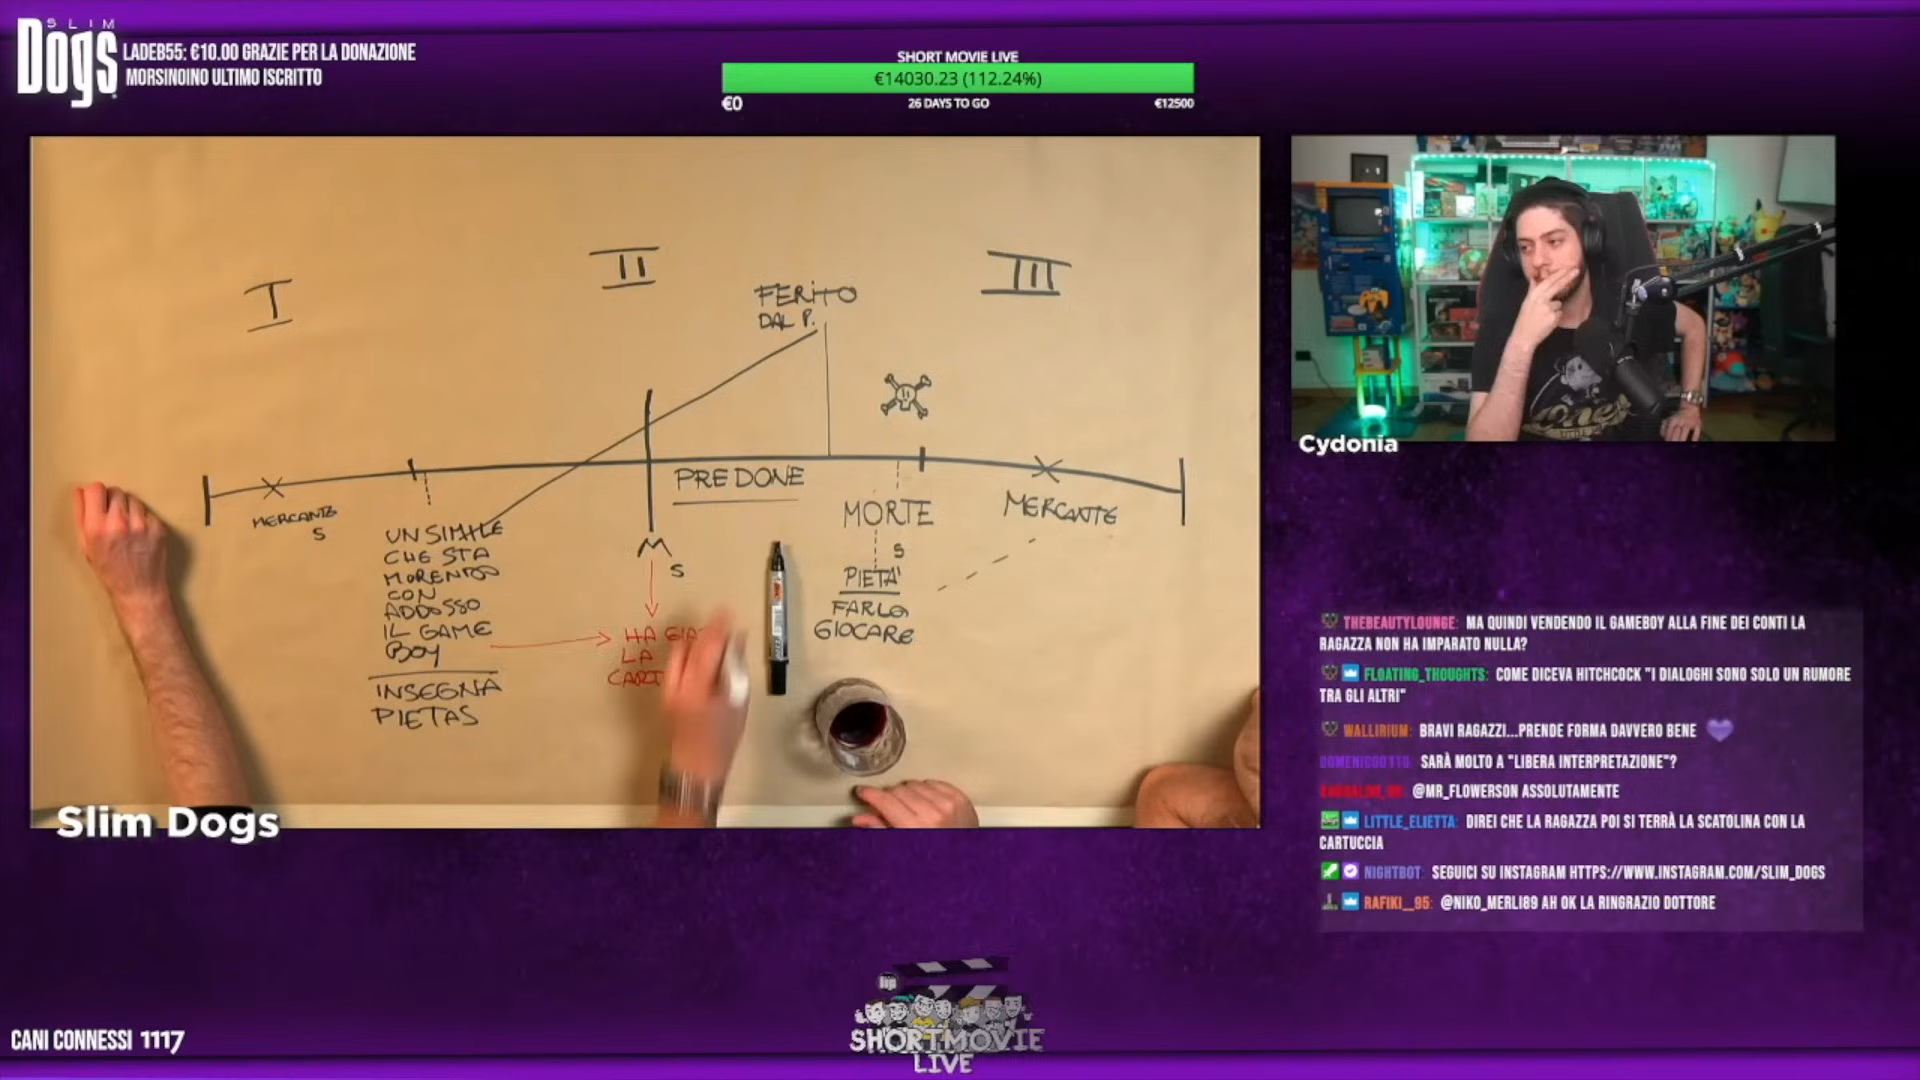 SLIM
Dogs
LADEB55: €10.00 GRAZIE PER LA DONAZIONE
MORSINOINO ULTIMO ISCRITTO
SHORT MOVIE LIVE
€14030.23 (112.24%)
€0
26 DAYS TO GO
€12500
I
II
III
FERITO
DAL P.
PREDONE
MERCANTE
S
UN SIMILE
CHE STA
MORENDO
CON
ADDOSSO
IL GAME
BOY
INSEGNA
PIETAS
M
S
HA GIA
LA
CART
MORTE
S
PIETA'
FARLO
GIOCARE
MERCANTE
Slim Dogs
Cydonia
THEBEAUTYLOUNGE: MA QUINDI VENDENDO IL GAMEBOY ALLA FINE DEI CONTI LA
RAGAZZA NON HA IMPARATO NULLA?
FLOATING_THOUGHTS: COME DICEVA HITCHCOCK "I DIALOGHI SONO SOLO UN RUMORE
TRA GLI ALTRI"
WALLIRIUM: BRAVI RAGAZZI...PRENDE FORMA DAVVERO BENE
DOMENICOOTTO: SARÀ MOLTO A "LIBERA INTERPRETAZIONE"?
@MR_FLOWERSON ASSOLUTAMENTE
LITTLE_ELIETTA: DIREI CHE LA RAGAZZA POI SI TERRÀ LA SCATOLINA CON LA
CARTUCCIA
NIGHTBOT: SEGUICI SU INSTAGRAM HTTPS://WWW.INSTAGRAM.COM/SLIM_DOGS
RAFIKI__95: @NIKO_MERLI89 AH OK LA RINGRAZIO DOTTORE
CANI CONNESSI 1117
SHORTMOVIE
LIVE